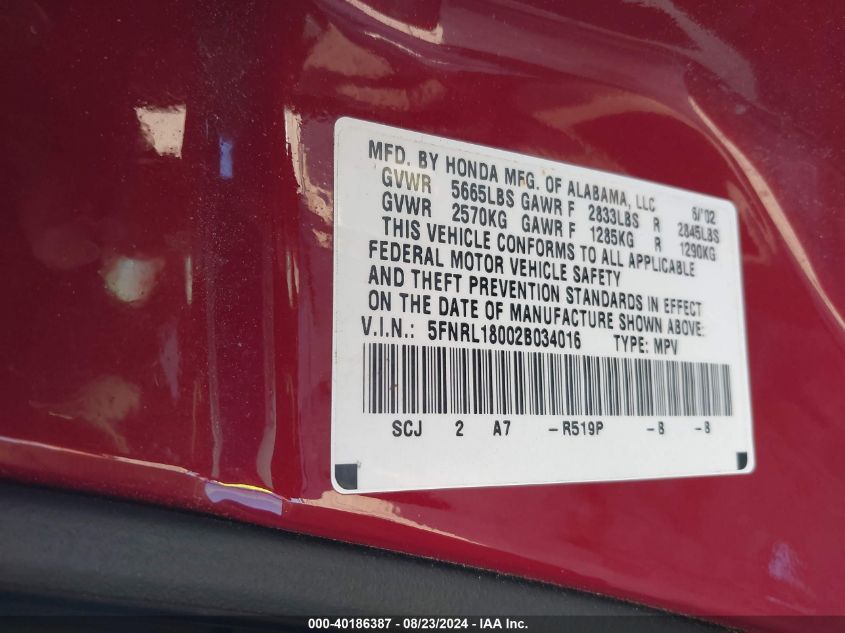 MFD. BY HONDA MFG. OF ALABAMA, LLC 6/'02
GVWR 5665LBS GAWR F 2833LBS R 2845LBS
GVWR 2570KG GAWR F 1285KG R 1290KG
THIS VEHICLE CONFORMS TO ALL APPLICABLE
FEDERAL MOTOR VEHICLE SAFETY
AND THEFT PREVENTION STANDARDS IN EFFECT
ON THE DATE OF MANUFACTURE SHOWN ABOVE.
V.I.N.: 5FNRL18002B034016 TYPE: MPV
SCJ 2 A7 -R519P -B -B
000-40186387 - 08/23/2024 - IAA Inc.